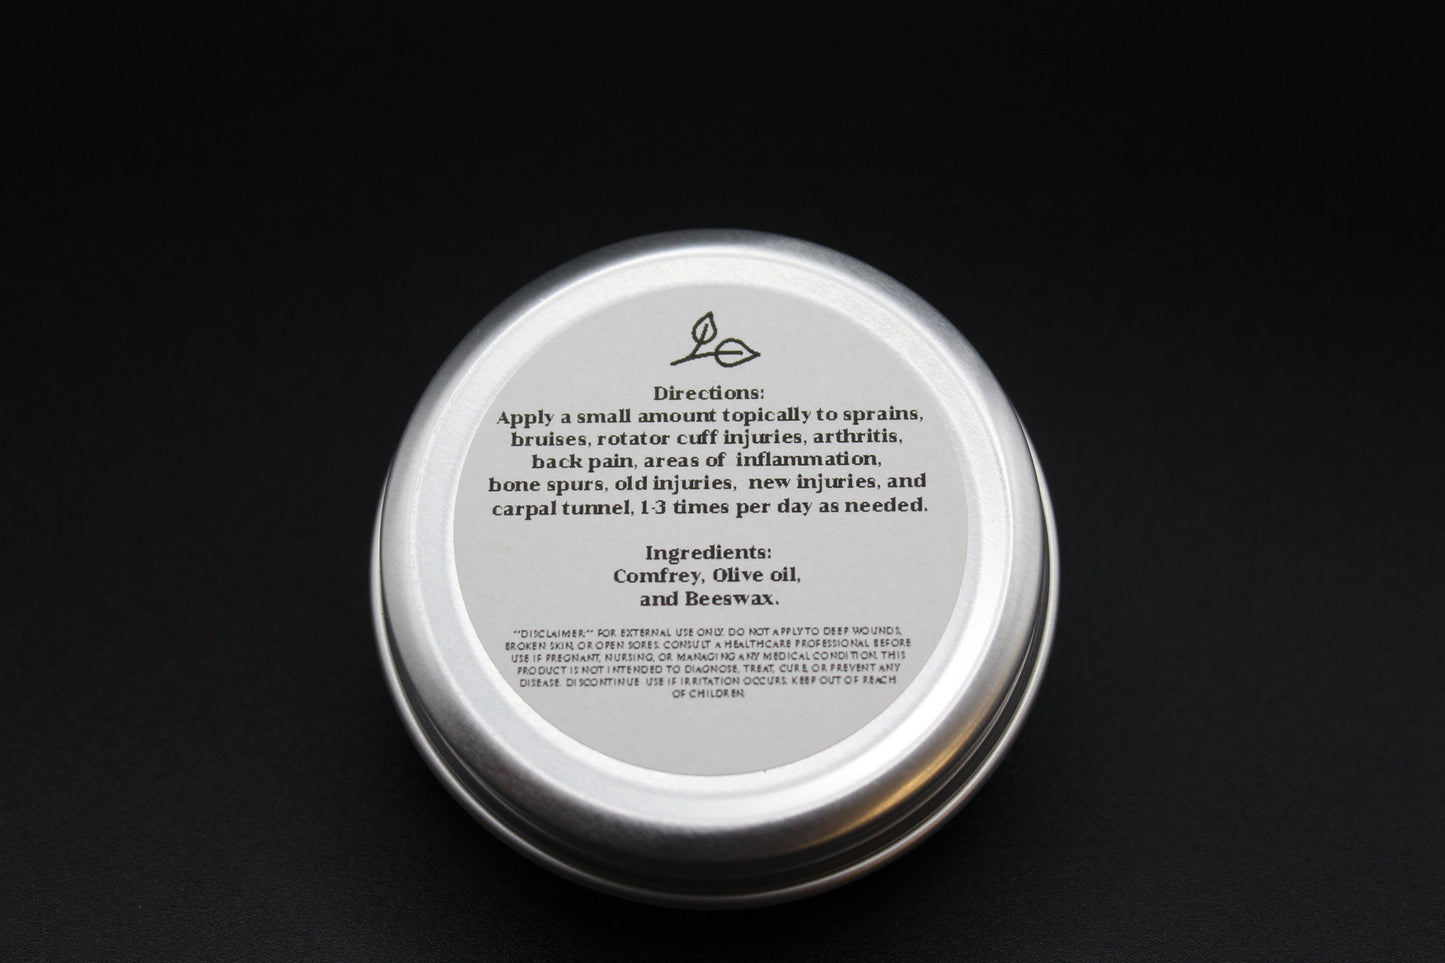 Directions:
Apply a small amount topically to sprains,
bruises, rotator cuff injuries, arthritis,
back pain, areas of inflammation,
bone spurs, old injuries, new injuries, and
carpal tunnel, 1-3 times per day as needed.
Ingredients:
Comfrey, Olive oil,
and Beeswax.
**DISCLAIMER:** FOR EXTERNAL USE ONLY. DO NOT APPLY TO DEEP WOUNDS,
BROKEN SKIN, OR OPEN SORES. CONSULT A HEALTHCARE PROFESSIONAL BEFORE
USE IF PREGNANT, NURSING, OR MANAGING ANY MEDICAL CONDITION. THIS
PRODUCT IS NOT INTENDED TO DIAGNOSE, TREAT, CURE, OR PREVENT ANY
DISEASE. DISCONTINUE USE IF IRRITATION OCCURS. KEEP OUT OF REACH
OF CHILDREN.